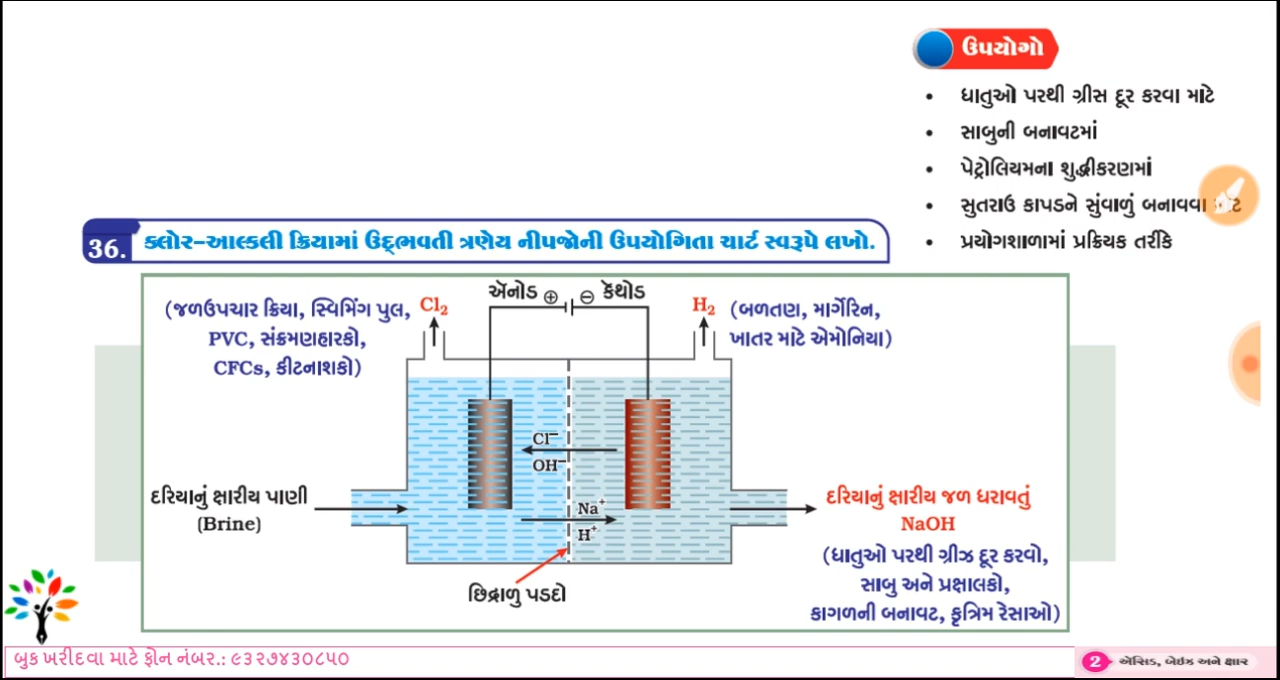 ઉપયોગો
• ધાતુઓ પરથી ગ્રીસ દૂર કરવા માટે
• સાબુની બનાવટમાં
• પેટ્રોલિયમના શુદ્ધીકરણમાં
• સુતરાઉ કાપડને સુંવાળું બનાવવા
• પ્રયોગશાળામાં પ્રક્રિયક તરીકે
36. ક્લોર-આલ્કલી ક્રિયામાં ઉદ્ભવતી ત્રણેય નીપજોની ઉપયોગિતા ચાર્ટ સ્વરૂપે લખો.
ઍનોડ ⊕ ⊖ કૅથોડ
(જળઉપચાર ક્રિયા, સ્વિમિંગ પુલ,
PVC, સંક્રમણહારકો,
CFCs, કીટનાશકો)
Cl₂
H₂
(બળતણ, માર્ગેરિન,
ખાતર માટે એમોનિયા)
Cl⁻
OH⁻
Na⁺
H⁺
દરિયાનું ક્ષારીય પાણી
(Brine)
દરિયાનું ક્ષારીય જળ ધરાવતું
NaOH
(ધાતુઓ પરથી ગ્રીઝ દૂર કરવો,
સાબુ અને પ્રક્ષાલકો,
કાગળની બનાવટ, કૃત્રિમ રેસાઓ)
છિદ્રાળુ પડદો
બુક ખરીદવા માટે ફોન નંબર.: ૯૩૨૭૪૩૦૮૫૦
2 ઍસિડ, બેઇઝ અને ક્ષાર